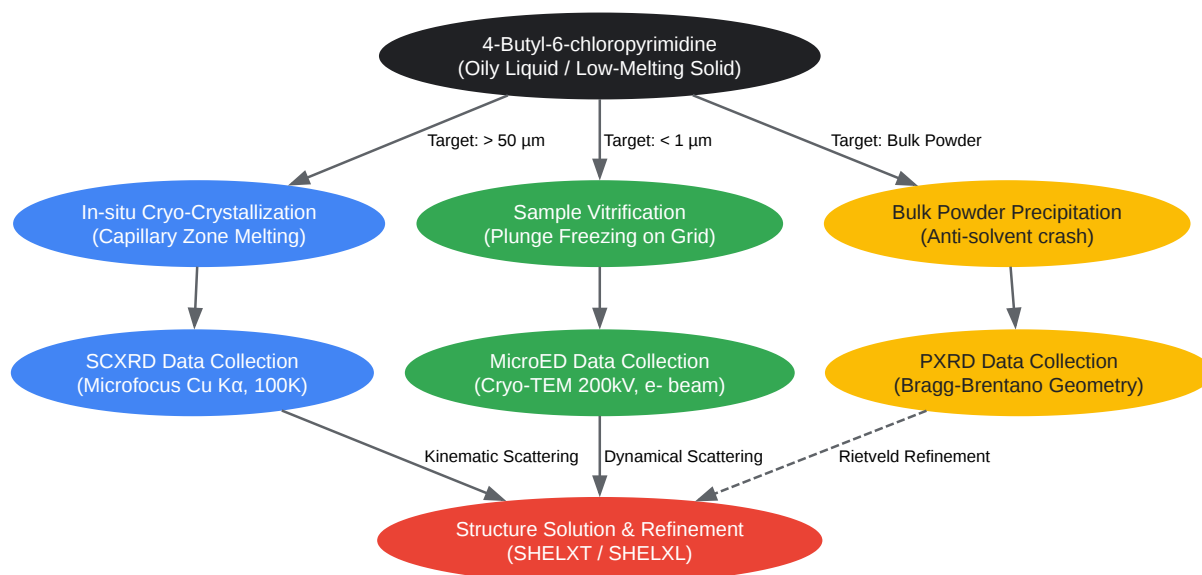 4-Butyl-6-chloropyrimidine
(Oily Liquid / Low-Melting Solid)
Target: > 50 µm
Target: < 1 µm
Target: Bulk Powder
In-situ Cryo-Crystallization
(Capillary Zone Melting)
Sample Vitrification
(Plunge Freezing on Grid)
Bulk Powder Precipitation
(Anti-solvent crash)
SCXRD Data Collection
(Microfocus Cu Kα, 100K)
MicroED Data Collection
(Cryo-TEM 200kV, e- beam)
PXRD Data Collection
(Bragg-Brentano Geometry)
Kinematic Scattering
Dynamical Scattering
Rietveld Refinement
Structure Solution & Refinement
(SHELXT / SHELXL)